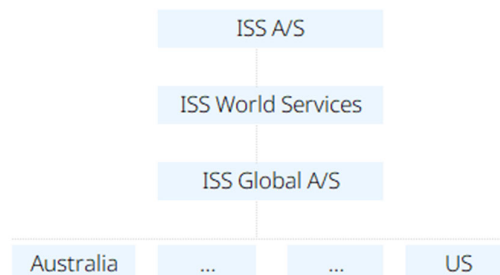 ISS A/S
ISS World Services
ISS Global A/S
Australia ... ... US